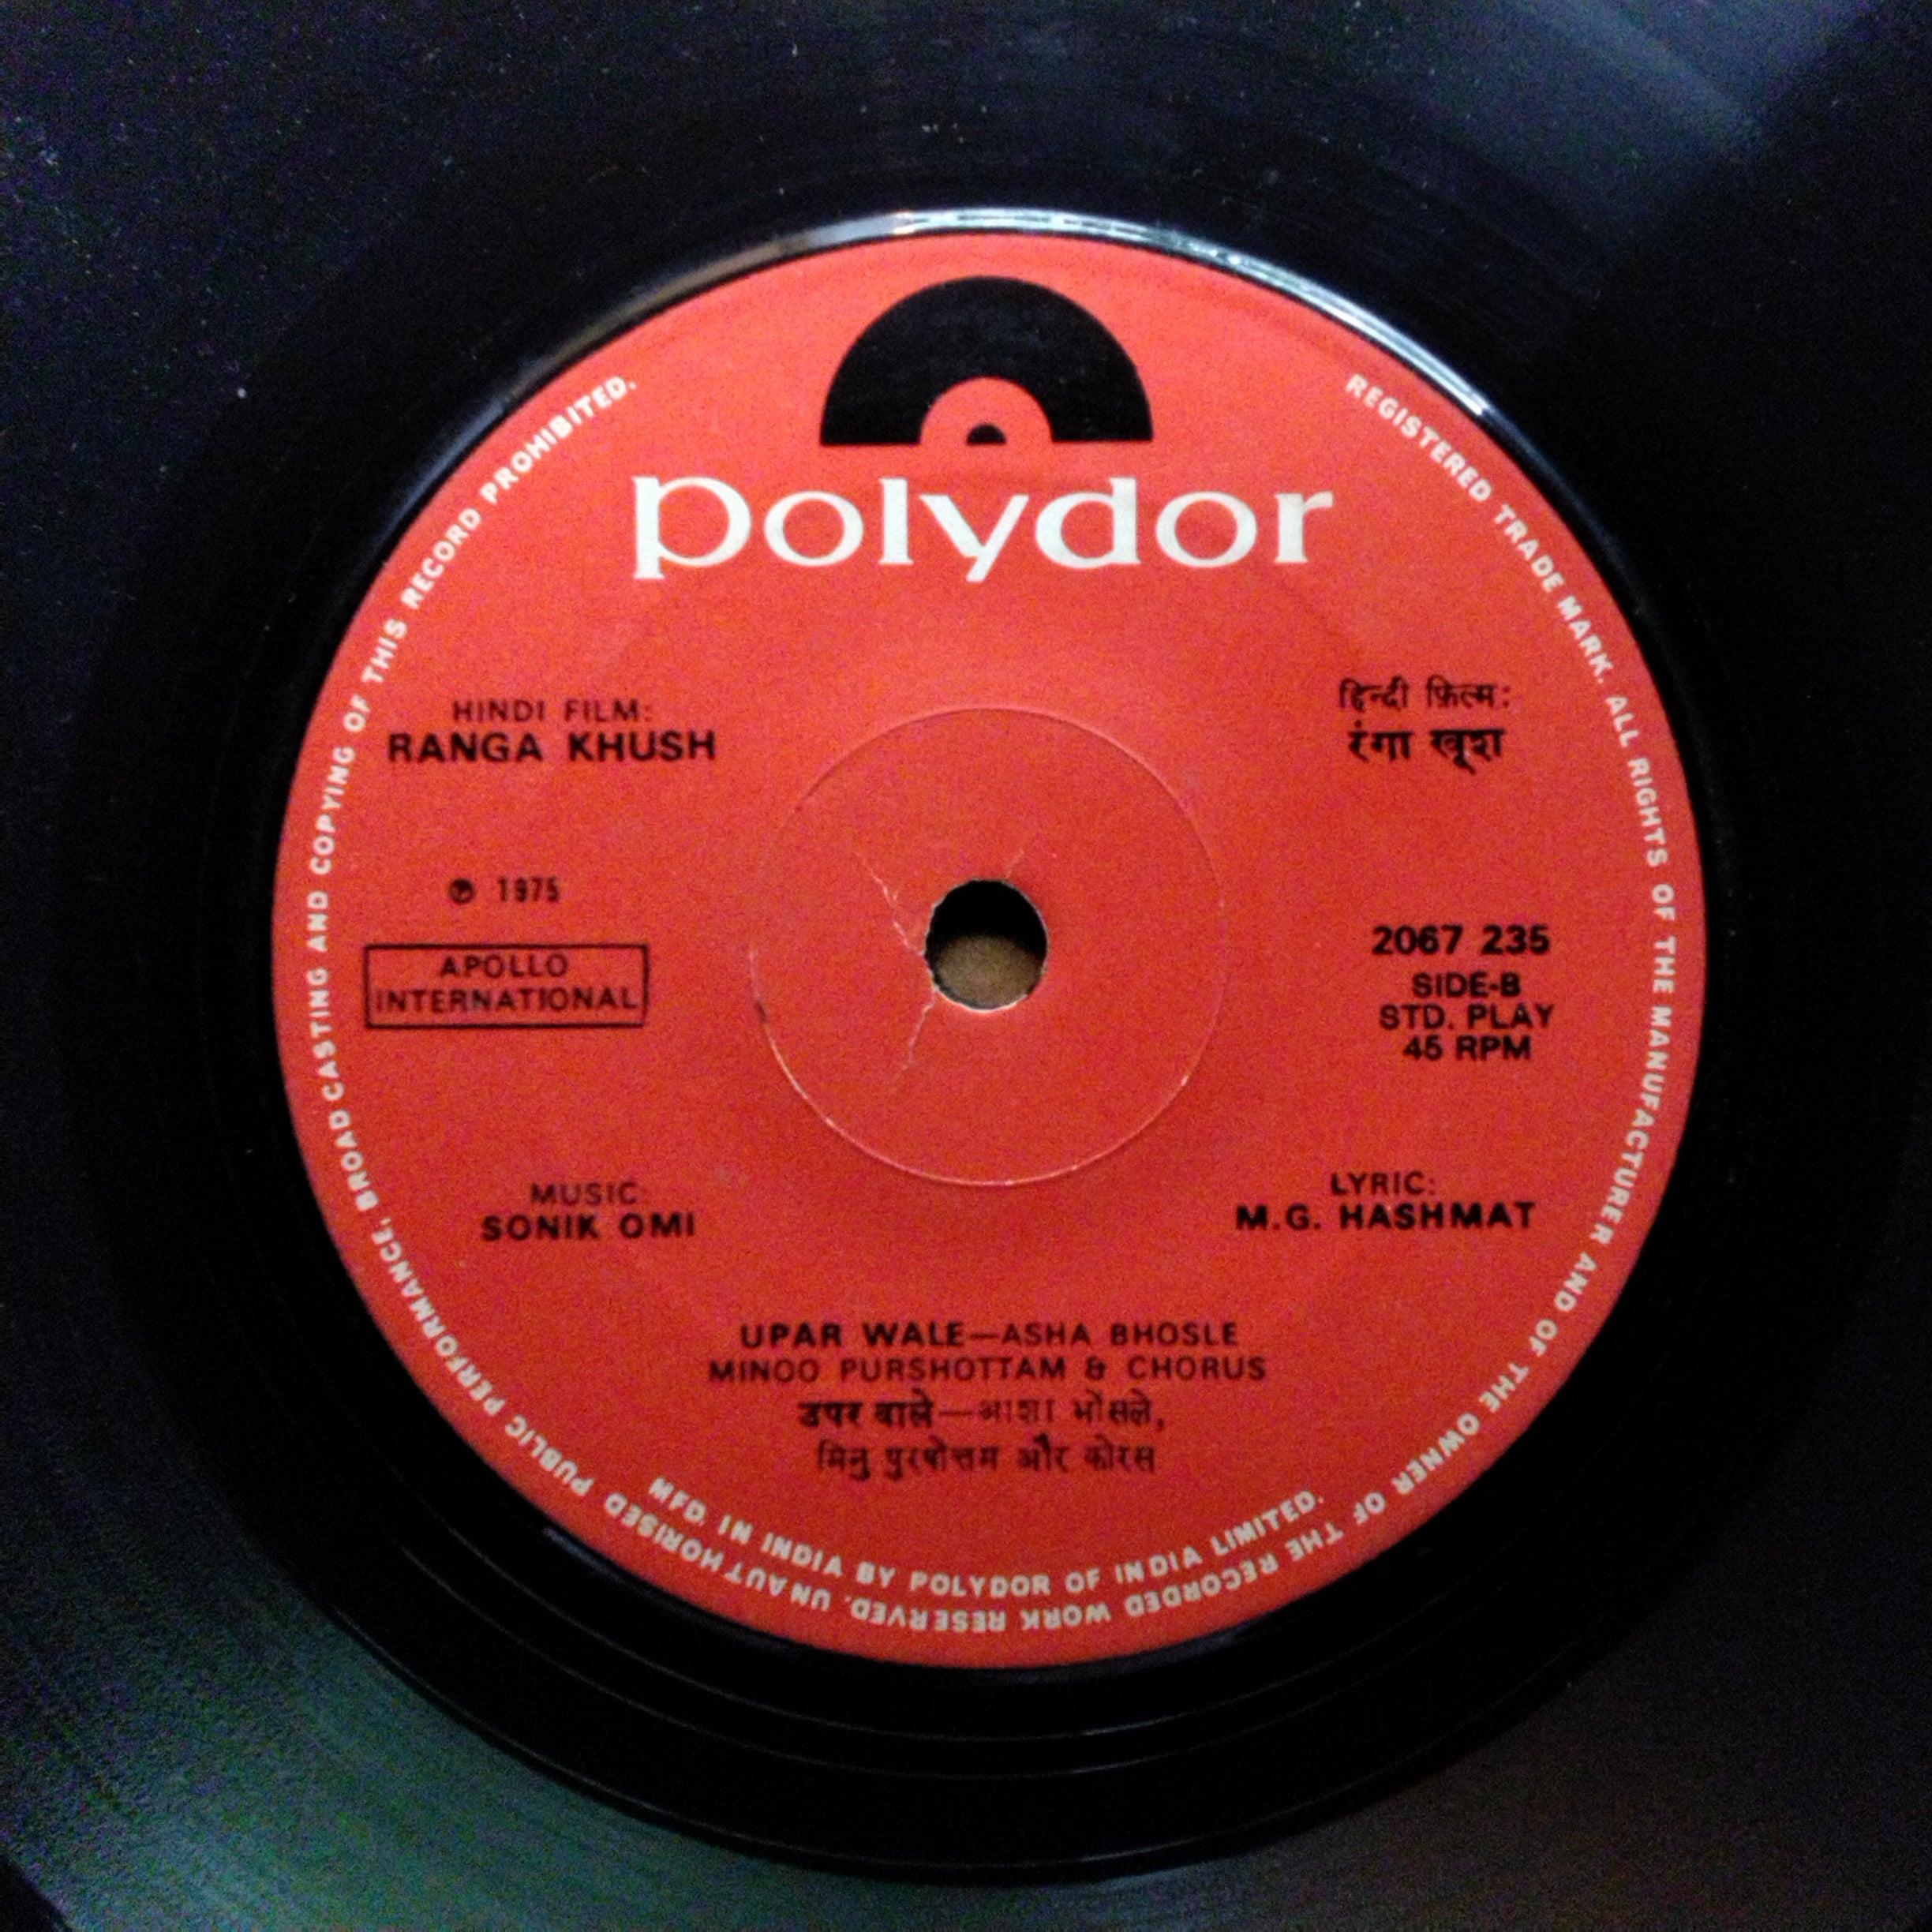 polydor
HINDI FILM:
RANGA KHUSH
हिन्दी फ़िल्म:
रंगा खूश
℗ 1975
APOLLO
INTERNATIONAL
2067 235
SIDE-B
STD. PLAY
45 RPM
MUSIC:
SONIK OMI
LYRIC:
M.G. HASHMAT
UPAR WALE—ASHA BHOSLE
MINOO PURSHOTTAM & CHORUS
उपर वाले—आशा भोंसले,
मिनु पुरषोत्तम और कोरस
MFD. IN INDIA BY POLYDOR OF INDIA LIMITED.
REGISTERED TRADE MARK. ALL RIGHTS OF THE MANUFACTURER AND OF THE OWNER OF THE RECORDED WORK RESERVED. UNAUTHORISED PUBLIC PERFORMANCE, BROADCASTING AND COPYING OF THIS RECORD PROHIBITED.